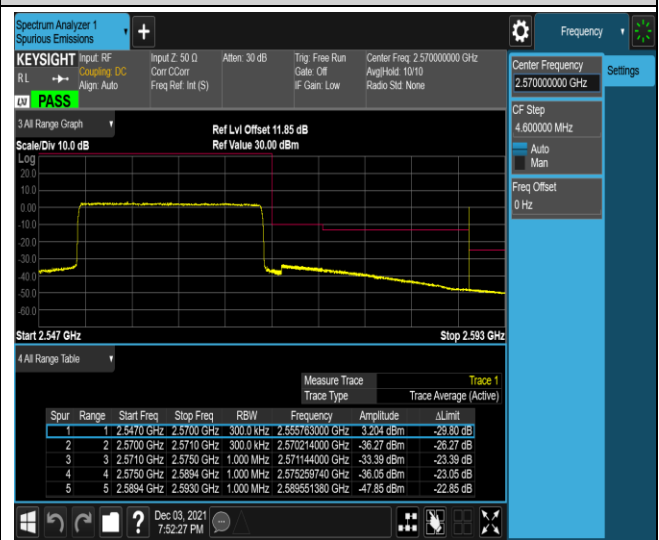 Spectrum Analyzer 1
Spurious Emissions
Frequency
KEYSIGHT
RL
Input: RF
Coupling: DC
Align: Auto
Input Z: 50 Ω
Corr CCorr
Freq Ref: Int (S)
Atten: 30 dB
Trig: Free Run
Gate: Off
IF Gain: Low
Center Freq: 2.570000000 GHz
Avg|Hold: 10/10
Radio Std: None
LVI PASS
Center Frequency
2.570000000 GHz
Settings
CF Step
4.600000 MHz
Auto
Man
Freq Offset
0 Hz
3 All Range Graph
Scale/Div 10.0 dB
Ref Lvl Offset 11.85 dB
Ref Value 30.00 dBm
Log
20.0
10.0
0.00
-10.0
-20.0
-30.0
-40.0
-50.0
-60.0
Start 2.547 GHz
Stop 2.593 GHz
4 All Range Table
Measure Trace Trace 1
Trace Type Trace Average (Active)
Spur Range Start Freq Stop Freq RBW Frequency Amplitude ΔLimit
1 1 2.5470 GHz 2.5700 GHz 300.0 kHz 2.555763000 GHz 3.204 dBm -29.80 dB
2 2 2.5700 GHz 2.5710 GHz 300.0 kHz 2.570214000 GHz -36.27 dBm -26.27 dB
3 3 2.5710 GHz 2.5750 GHz 1.000 MHz 2.571144000 GHz -33.39 dBm -23.39 dB
4 4 2.5750 GHz 2.5894 GHz 1.000 MHz 2.575259740 GHz -36.05 dBm -23.05 dB
5 5 2.5894 GHz 2.5930 GHz 1.000 MHz 2.589551380 GHz -47.85 dBm -22.85 dB
Dec 03, 2021
7:52:27 PM